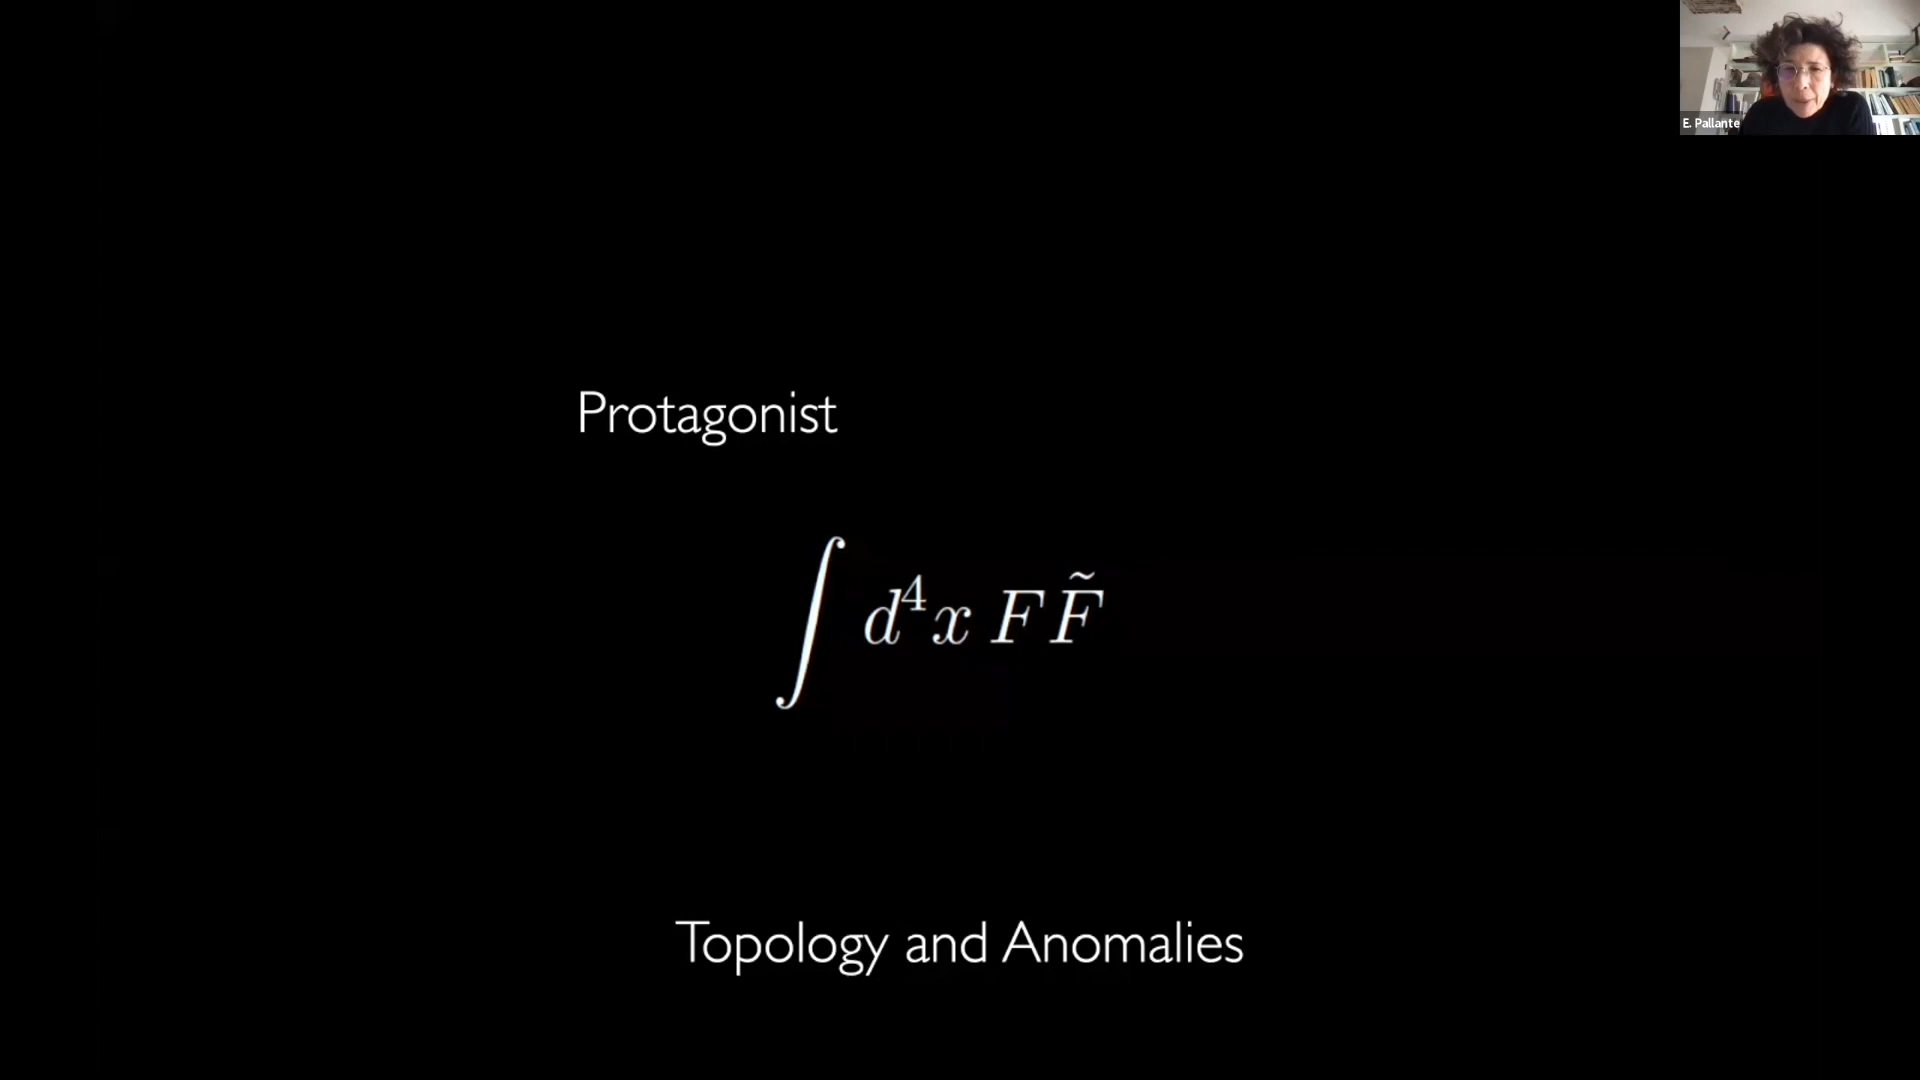 E. Pallante
Protagonist
∫ d⁴x F F̃
Topology and Anomalies